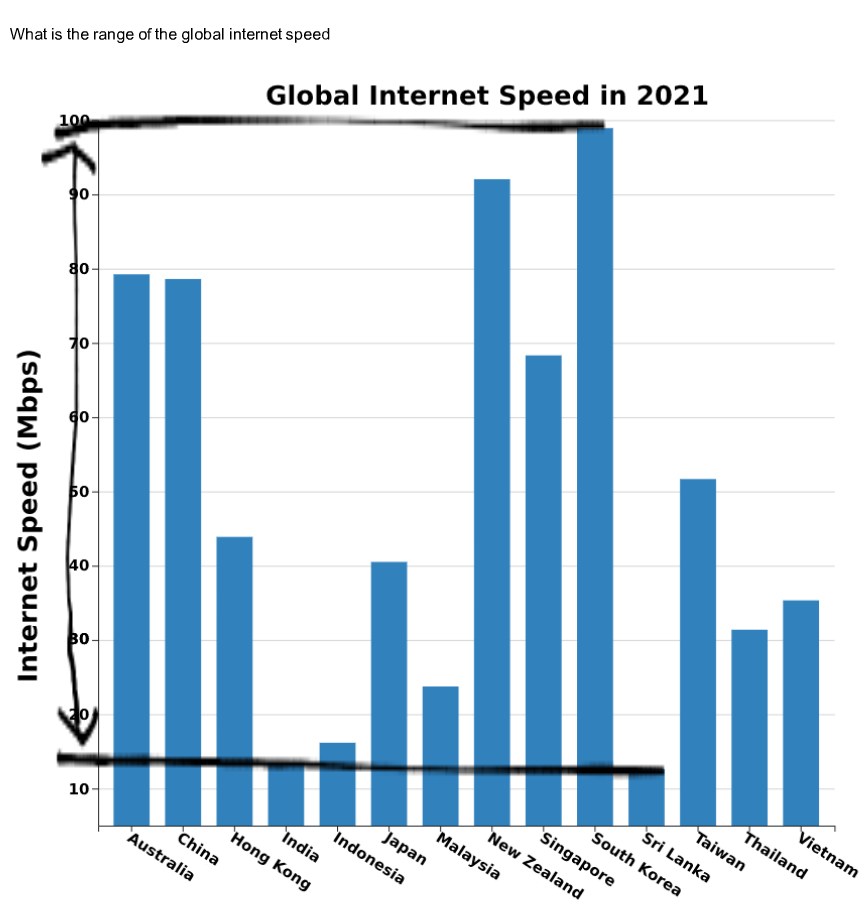 What is the range of the global internet speed
Global Internet Speed in 2021
Internet Speed (Mbps)
100
90
80
70
60
50
40
30
20
10
Australia
China
Hong Kong
India
Indonesia
Japan
Malaysia
New Zealand
Singapore
South Korea
Sri Lanka
Taiwan
Thailand
Vietnam